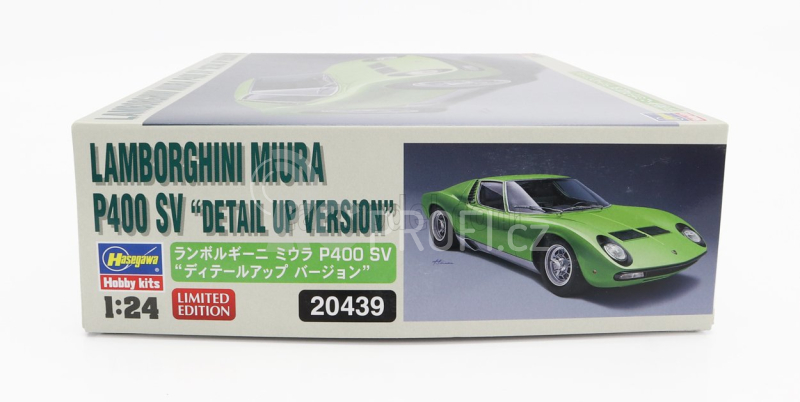 LAMBORGHINI MIURA
P400 SV "DETAIL UP VERSION"
Hasegawa
Hobby kits
ランボルギーニ ミウラ P400 SV
"ディテールアップ バージョン"
1:24
LIMITED
EDITION
20439
PROFI.cz